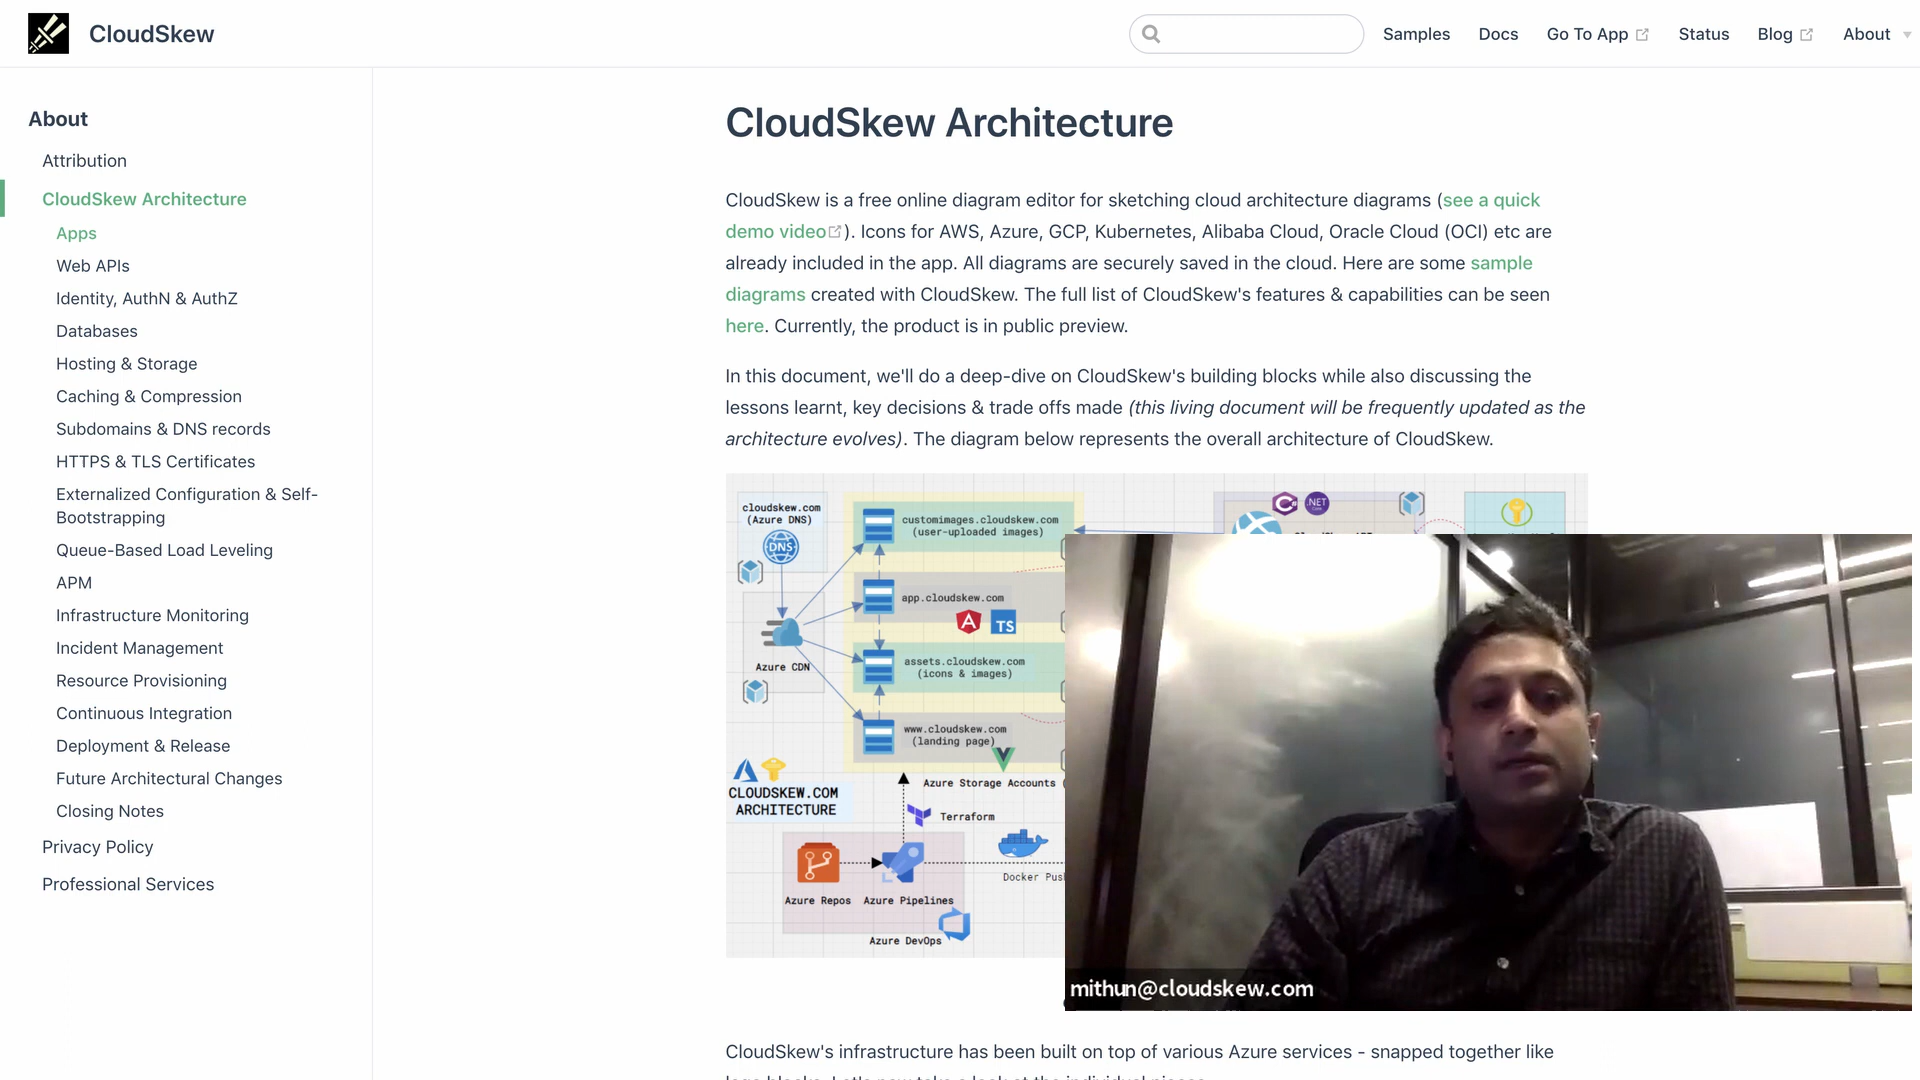 CloudSkew
Samples
Docs
Go To App
Status
Blog
About
About
Attribution
CloudSkew Architecture
Apps
Web APIs
Identity, AuthN & AuthZ
Databases
Hosting & Storage
Caching & Compression
Subdomains & DNS records
HTTPS & TLS Certificates
Externalized Configuration & Self-
Bootstrapping
Queue-Based Load Leveling
APM
Infrastructure Monitoring
Incident Management
Resource Provisioning
Continuous Integration
Deployment & Release
Future Architectural Changes
Closing Notes
Privacy Policy
Professional Services
CloudSkew Architecture
CloudSkew is a free online diagram editor for sketching cloud architecture diagrams (see a quick
demo video). Icons for AWS, Azure, GCP, Kubernetes, Alibaba Cloud, Oracle Cloud (OCI) etc are
already included in the app. All diagrams are securely saved in the cloud. Here are some sample
diagrams created with CloudSkew. The full list of CloudSkew's features & capabilities can be seen
here. Currently, the product is in public preview.
In this document, we'll do a deep-dive on CloudSkew's building blocks while also discussing the
lessons learnt, key decisions & trade offs made (this living document will be frequently updated as the
architecture evolves). The diagram below represents the overall architecture of CloudSkew.
cloudskew.com
(Azure DNS)
DNS
customimages.cloudskew.com
(user-uploaded images)
.NET
app.cloudskew.com
TS
Azure CDN
assets.cloudskew.com
(icons & images)
www.cloudskew.com
(landing page)
Azure Storage Accounts
CLOUDSKEW.COM
ARCHITECTURE
Terraform
Docker
Azure Repos
Azure Pipelines
Azure DevOps
mithun@cloudskew.com
CloudSkew's infrastructure has been built on top of various Azure services - snapped together like